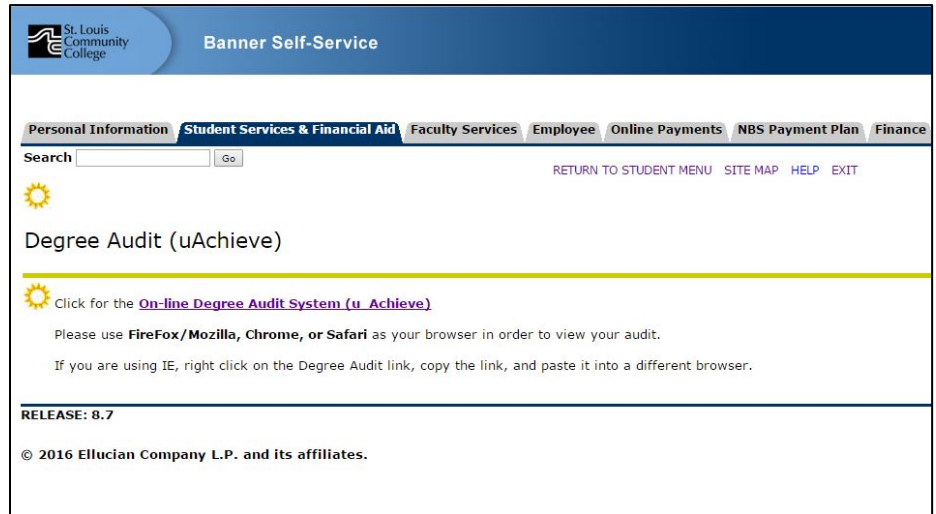 St. Louis
Community
College
Banner Self-Service
Personal Information Student Services & Financial Aid Faculty Services Employee Online Payments NBS Payment Plan Finance
Search Go
RETURN TO STUDENT MENU SITE MAP HELP EXIT
Degree Audit (uAchieve)
Click for the On-line Degree Audit System (u_Achieve)
Please use FireFox/Mozilla, Chrome, or Safari as your browser in order to view your audit.
If you are using IE, right click on the Degree Audit link, copy the link, and paste it into a different browser.
RELEASE: 8.7
© 2016 Ellucian Company L.P. and its affiliates.